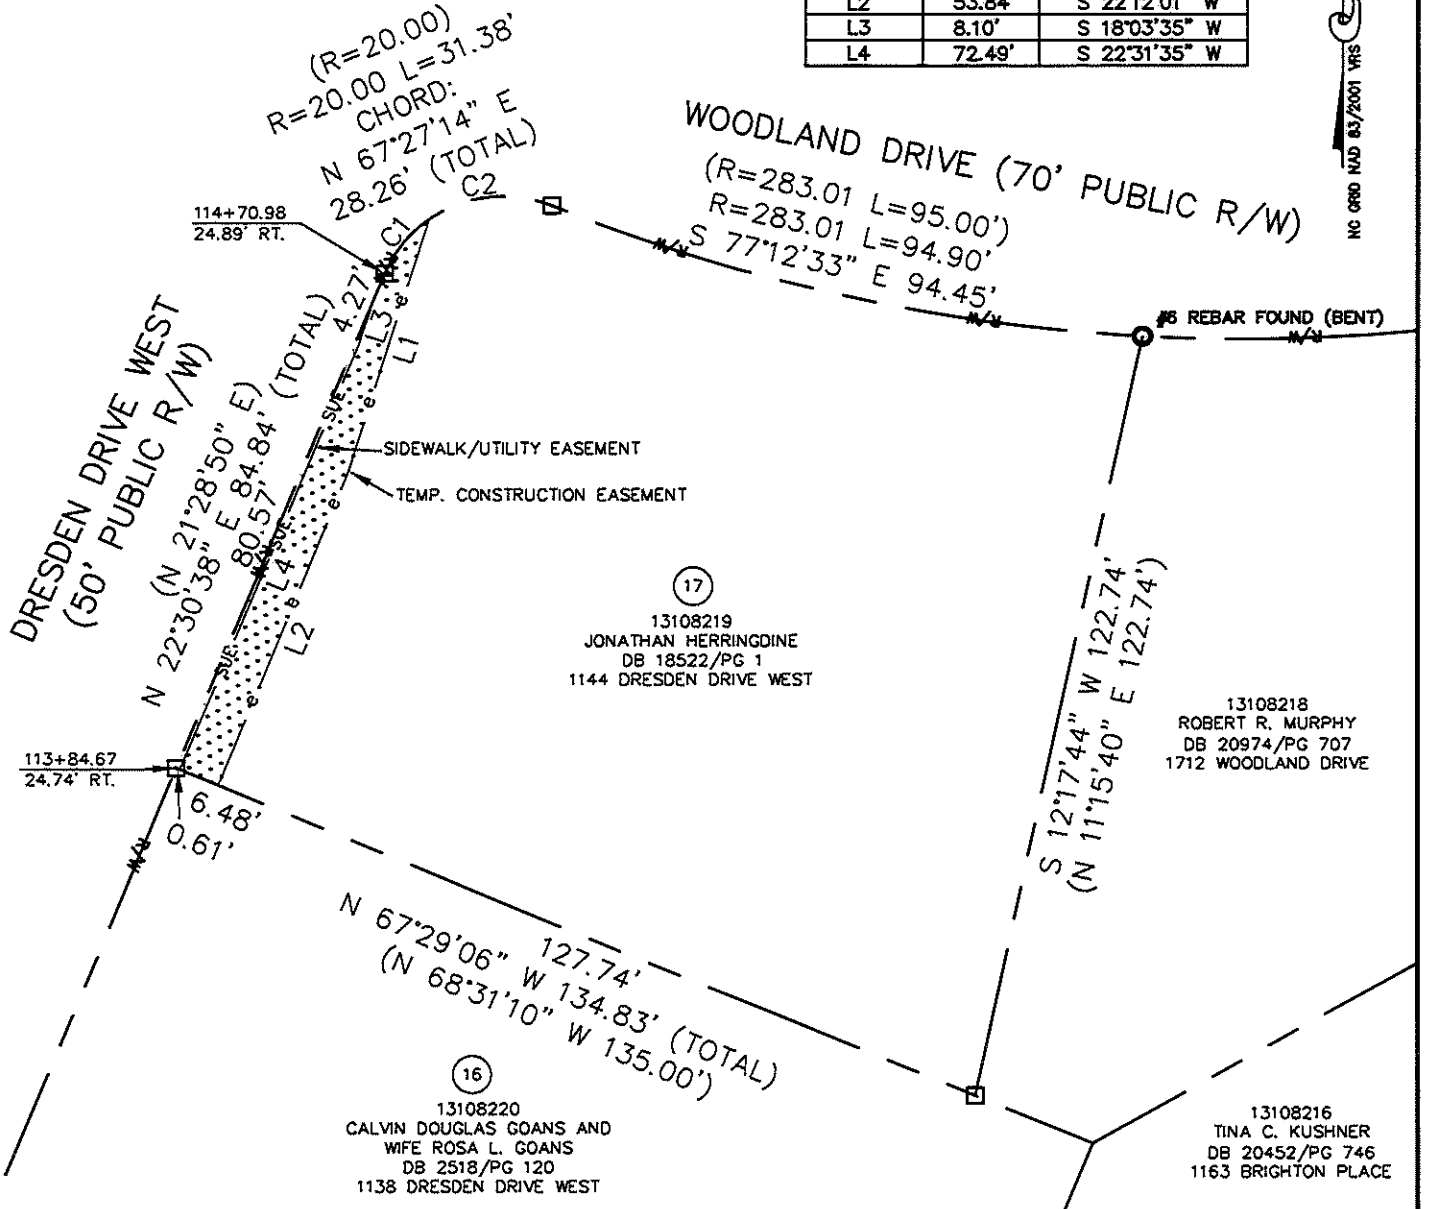 L2 53.84' S 22°12'01" W
L3 8.10' S 18°03'35" W
L4 72.49' S 22°31'35" W
NC GRID NAD 83/2001 VRS
(R=20.00)
R=20.00 L=31.38'
CHORD:
N 67°27'14" E
28.26' (TOTAL)
C2
C1
WOODLAND DRIVE (70' PUBLIC R/W)
(R=283.01 L=95.00')
R=283.01 L=94.90'
S 77°12'33" E 94.45'
R/W
R/W
#6 REBAR FOUND (BENT)
R/W
114+70.98
24.89' RT.
4.27'
L3
e
L1
DRESDEN DRIVE WEST
(50' PUBLIC R/W)
(N 21°28'50" E)
N 22°30'38" E 84.84' (TOTAL)
80.57'
SUE
e
SIDEWALK/UTILITY EASEMENT
TEMP. CONSTRUCTION EASEMENT
e
SUE
R/W
L4
e
L2
SUE
e
17
13108219
JONATHAN HERRINGDINE
DB 18522/PG 1
1144 DRESDEN DRIVE WEST
S 12°17'44" W 122.74'
(N 11°15'40" E 122.74')
13108218
ROBERT R. MURPHY
DB 20974/PG 707
1712 WOODLAND DRIVE
113+84.67
24.74' RT.
6.48'
0.61'
R/W
127.74'
N 67°29'06" W 134.83' (TOTAL)
(N 68°31'10" W 135.00')
16
13108220
CALVIN DOUGLAS GOANS AND
WIFE ROSA L. GOANS
DB 2518/PG 120
1138 DRESDEN DRIVE WEST
13108216
TINA C. KUSHNER
DB 20452/PG 746
1163 BRIGHTON PLACE